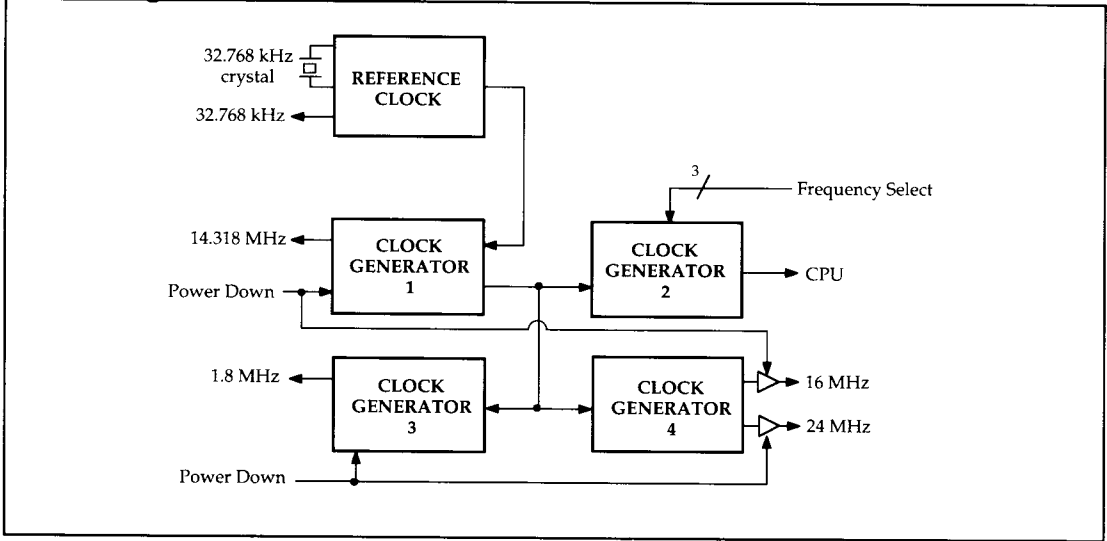 32.768 kHz
crystal
32.768 kHz
REFERENCE
CLOCK
3
Frequency Select
14.318 MHz
Power Down
CLOCK
GENERATOR
1
CLOCK
GENERATOR
2
CPU
1.8 MHz
CLOCK
GENERATOR
3
CLOCK
GENERATOR
4
16 MHz
24 MHz
Power Down